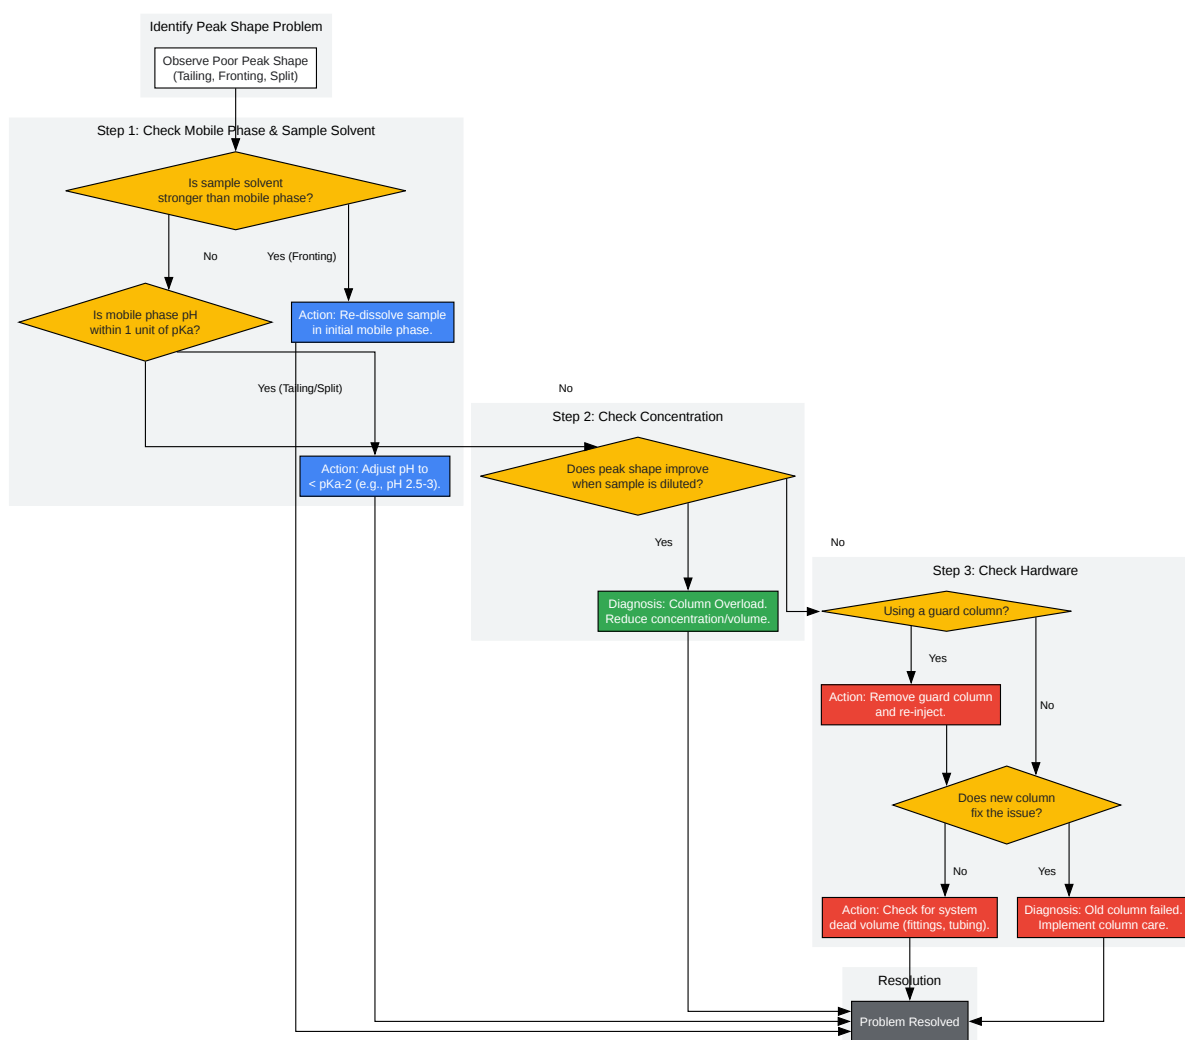 Identify Peak Shape Problem
Observe Poor Peak Shape
(Tailing, Fronting, Split)
Step 1: Check Mobile Phase & Sample Solvent
Is sample solvent
stronger than mobile phase?
No
Yes (Fronting)
Is mobile phase pH
within 1 unit of pKa?
Action: Re-dissolve sample
in initial mobile phase.
Yes (Tailing/Split)
No
Step 2: Check Concentration
Action: Adjust pH to
< pKa-2 (e.g., pH 2.5-3).
Does peak shape improve
when sample is diluted?
Yes
No
Step 3: Check Hardware
Diagnosis: Column Overload.
Reduce concentration/volume.
Using a guard column?
Yes
Action: Remove guard column
and re-inject.
No
Does new column
fix the issue?
No
Yes
Action: Check for system
dead volume (fittings, tubing).
Diagnosis: Old column failed.
Implement column care.
Resolution
Problem Resolved